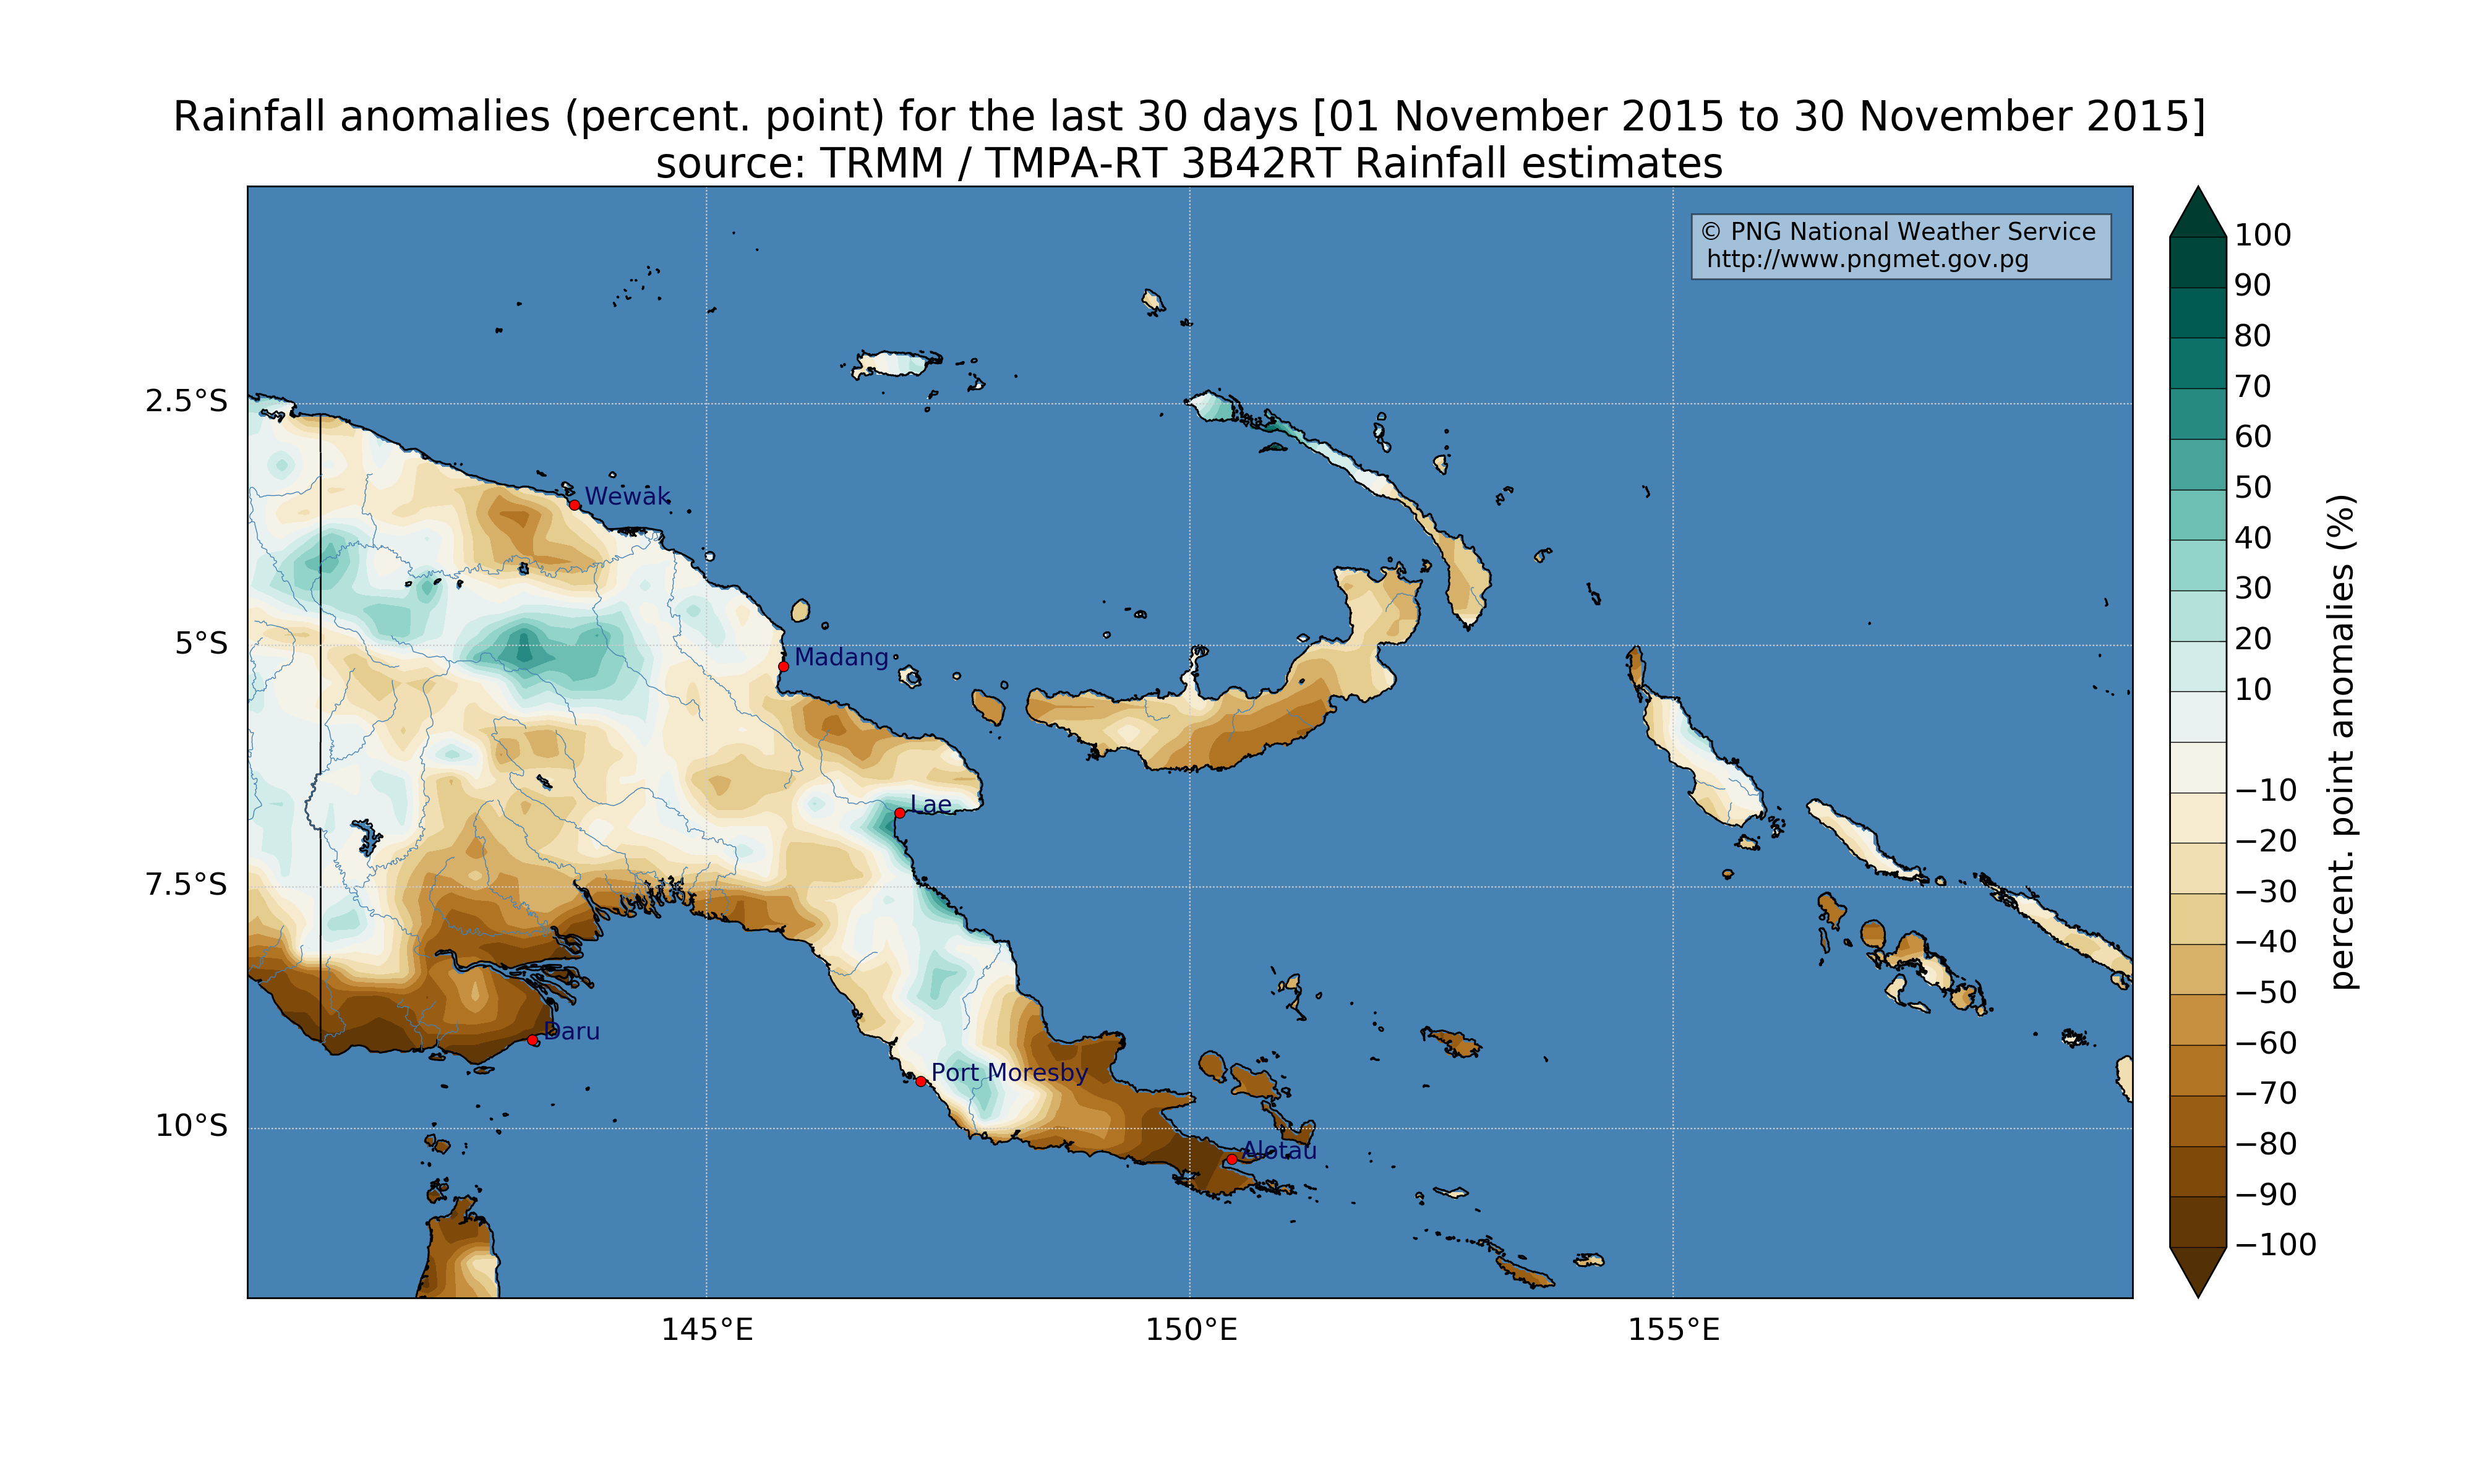 Rainfall anomalies (percent. point) for the last 30 days [01 November 2015 to 30 November 2015]
source: TRMM / TMPA-RT 3B42RT Rainfall estimates
© PNG National Weather Service
http://www.pngmet.gov.pg
2.5°S
5°S
7.5°S
10°S
145°E
150°E
155°E
Wewak
Madang
Lae
Daru
Port Moresby
Alotau
100
90
80
70
60
50
40
30
20
10
−10
−20
−30
−40
−50
−60
−70
−80
−90
−100
percent. point anomalies (%)